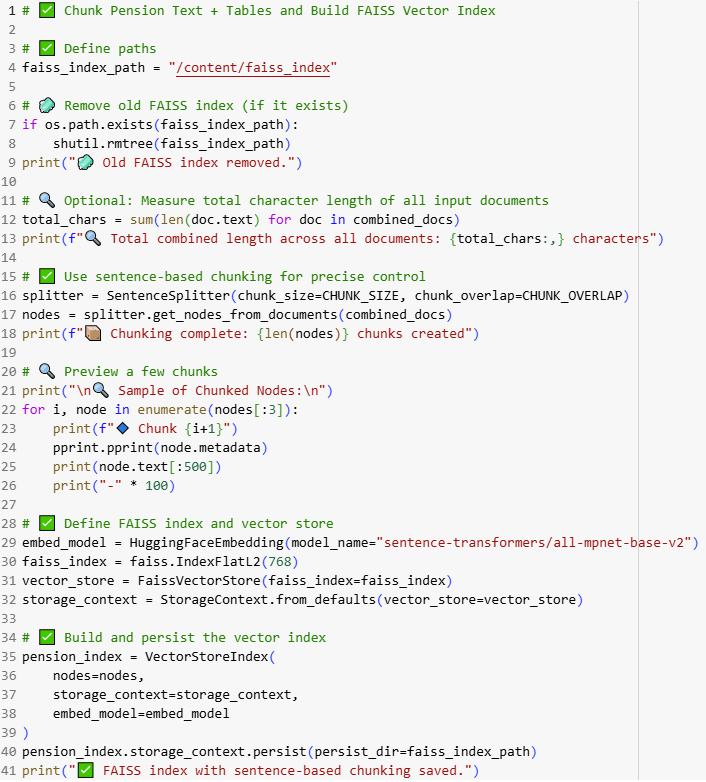 1 # ✅ Chunk Pension Text + Tables and Build FAISS Vector Index
2
3 # ✅ Define paths
4 faiss_index_path = "/content/faiss_index"
5
6 # 🧼 Remove old FAISS index (if it exists)
7 if os.path.exists(faiss_index_path):
8     shutil.rmtree(faiss_index_path)
9 print("🧼 Old FAISS index removed.")
10
11 # 🔍 Optional: Measure total character length of all input documents
12 total_chars = sum(len(doc.text) for doc in combined_docs)
13 print(f"🔍 Total combined length across all documents: {total_chars:,} characters")
14
15 # ✅ Use sentence-based chunking for precise control
16 splitter = SentenceSplitter(chunk_size=CHUNK_SIZE, chunk_overlap=CHUNK_OVERLAP)
17 nodes = splitter.get_nodes_from_documents(combined_docs)
18 print(f"📦 Chunking complete: {len(nodes)} chunks created")
19
20 # 🔍 Preview a few chunks
21 print("\n🔍 Sample of Chunked Nodes:\n")
22 for i, node in enumerate(nodes[:3]):
23     print(f"🔷 Chunk {i+1}")
24     pprint.pprint(node.metadata)
25     print(node.text[:500])
26     print("-" * 100)
27
28 # ✅ Define FAISS index and vector store
29 embed_model = HuggingFaceEmbedding(model_name="sentence-transformers/all-mpnet-base-v2")
30 faiss_index = faiss.IndexFlatL2(768)
31 vector_store = FaissVectorStore(faiss_index=faiss_index)
32 storage_context = StorageContext.from_defaults(vector_store=vector_store)
33
34 # ✅ Build and persist the vector index
35 pension_index = VectorStoreIndex(
36     nodes=nodes,
37     storage_context=storage_context,
38     embed_model=embed_model
39 )
40 pension_index.storage_context.persist(persist_dir=faiss_index_path)
41 print("✅ FAISS index with sentence-based chunking saved.")